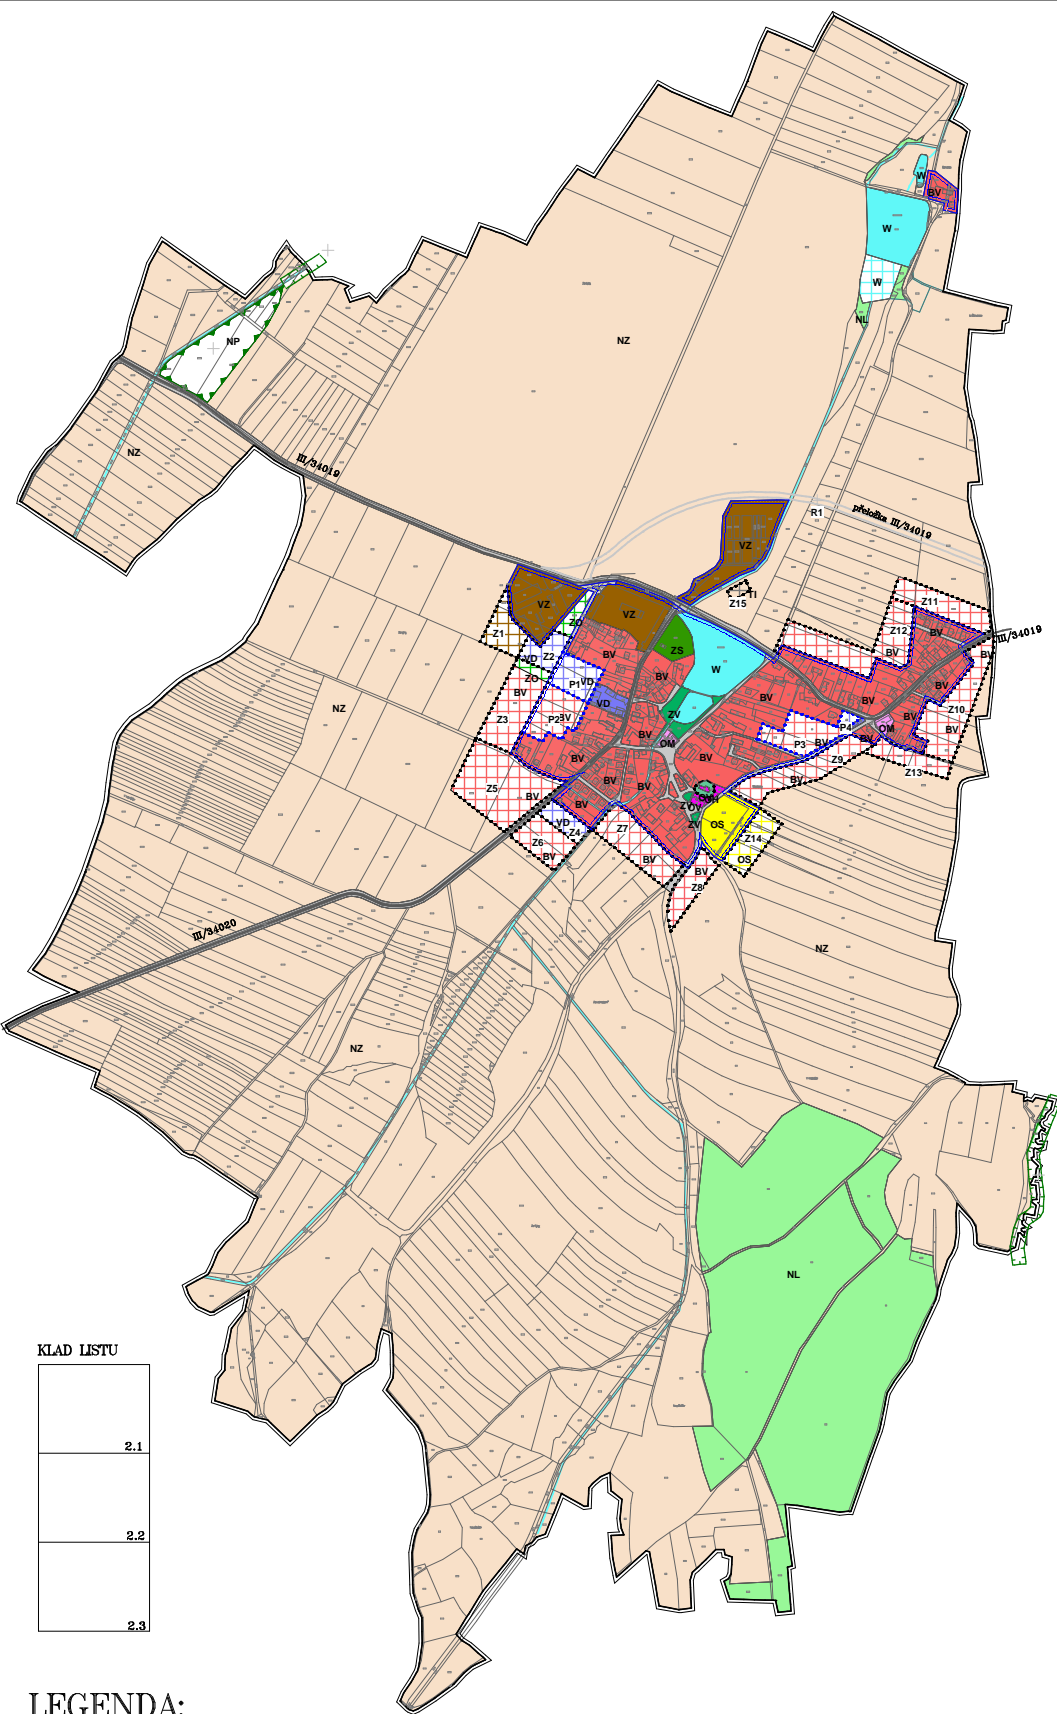 W
BV
W
W
NL
NZ
NP
NZ
III/34019
R1
přeložka III/34019
VZ
Z15
TI
VZ
VZ
ZO
Z1
Z11
Z12
BV
III/34019
BV
BV
ZS
BV
VD
Z2
W
BV
ZO
P1
VD
BV
BV
BV
BV
VD
NZ
Z3
P2
BV
ZV
Z10
BV
P4
OM
BV
BV
OM
P3
BV
BV
Z9
BV
BV
Z13
Z5
BV
BV
BV
BV
ZV
OV
ZV
OS
VD
Z4
Z7
Z14
Z6
BV
BV
BV
OS
Z8
III/34020
NZ
NZ
NL
KLAD LISTU
2.1
2.2
2.3
LEGENDA: